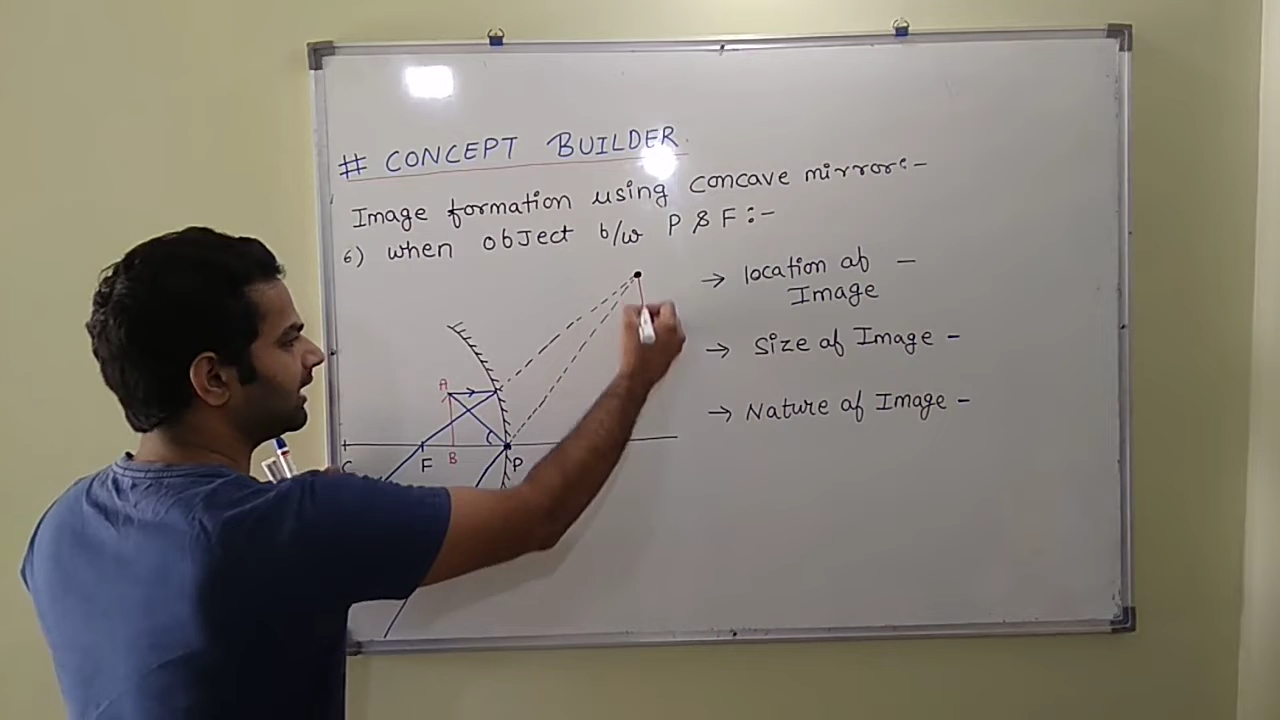 # CONCEPT BUILDER.
Image formation using concave mirror:-
6) when obJect b/w P & F :-
→ location of -
Image
→ Size of Image -
→ Nature of Image -
A
C
F
B
P